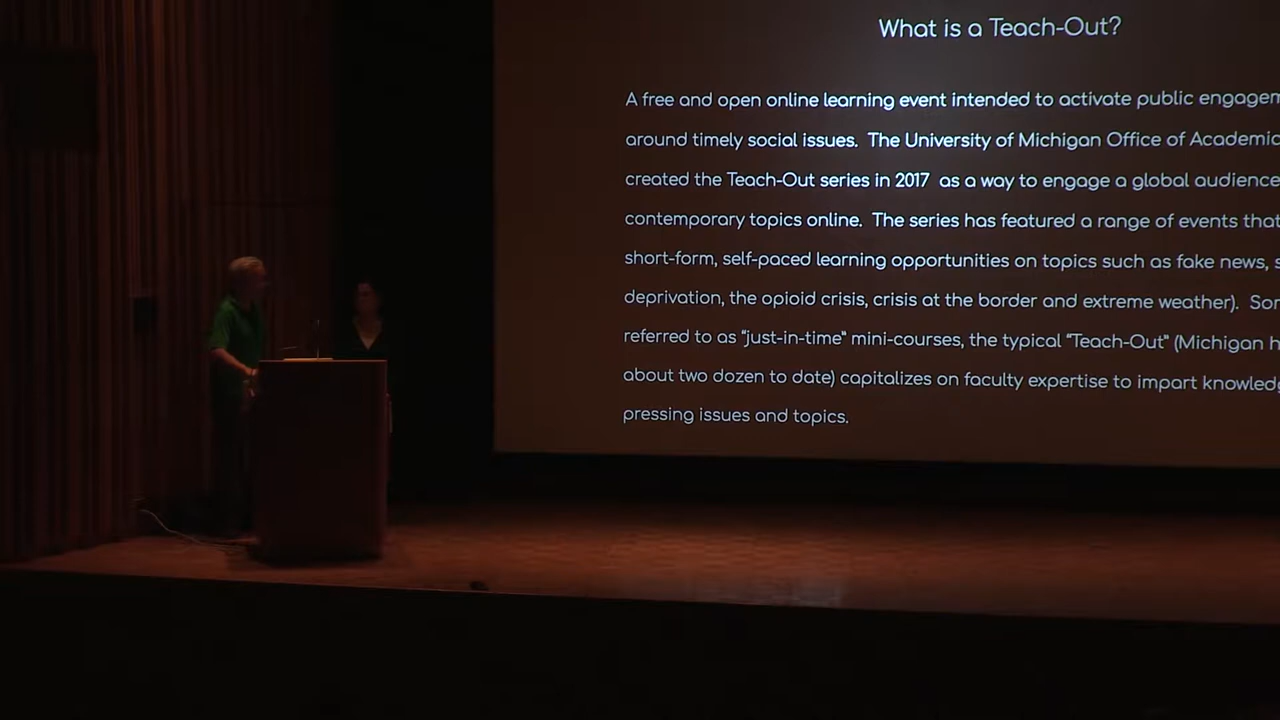 What is a Teach-Out?
A free and open online learning event intended to activate public
around timely social issues. The University of Michigan Office of Academic
created the Teach-Out series in 2017 as a way to engage a global audience
contemporary topics online. The series has featured a range of events that
short-form, self-paced learning opportunities on topics such as fake news,
deprivation, the opioid crisis, crisis at the border and extreme weather).
referred to as "just-in-time" mini-courses, the typical "Teach-Out" (Michigan
about two dozen to date) capitalizes on faculty expertise to impart
pressing issues and topics.